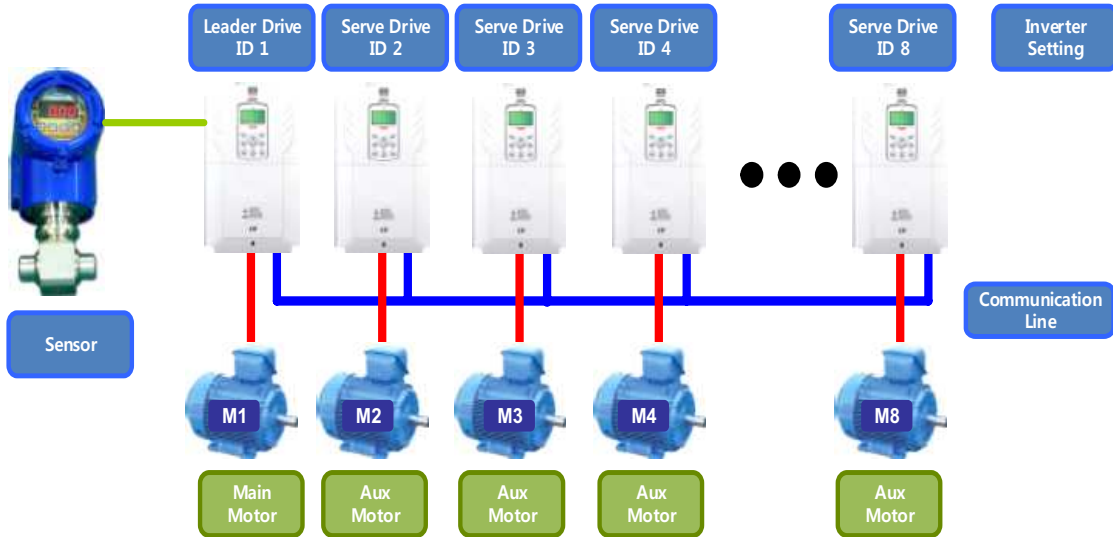 Leader Drive
ID 1
Serve Drive
ID 2
Serve Drive
ID 3
Serve Drive
ID 4
Serve Drive
ID 8
Inverter
Setting
Sensor
Communication
Line
M1
M2
M3
M4
M8
Main
Motor
Aux
Motor
Aux
Motor
Aux
Motor
Aux
Motor